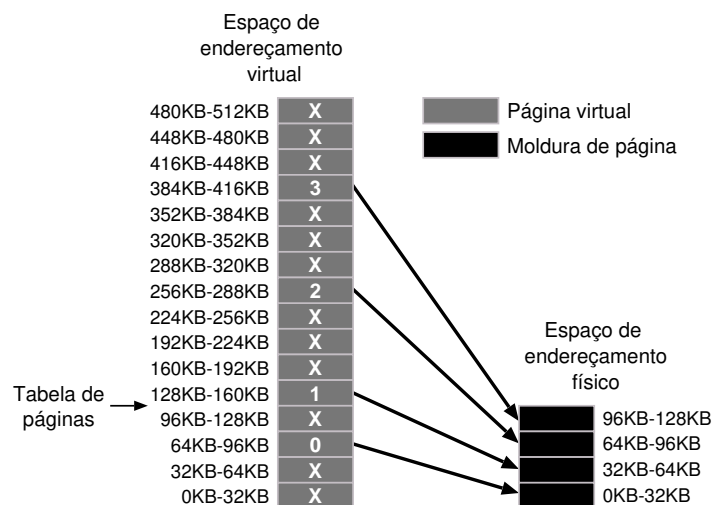 Espaço de
endereçamento
virtual
480KB-512KB X
448KB-480KB X
416KB-448KB X
384KB-416KB 3
352KB-384KB X
320KB-352KB X
288KB-320KB X
256KB-288KB 2
224KB-256KB X
192KB-224KB X
160KB-192KB X
128KB-160KB 1
96KB-128KB X
64KB-96KB 0
32KB-64KB X
0KB-32KB X
Tabela de
páginas
Página virtual
Moldura de página
Espaço de
endereçamento
físico
96KB-128KB
64KB-96KB
32KB-64KB
0KB-32KB